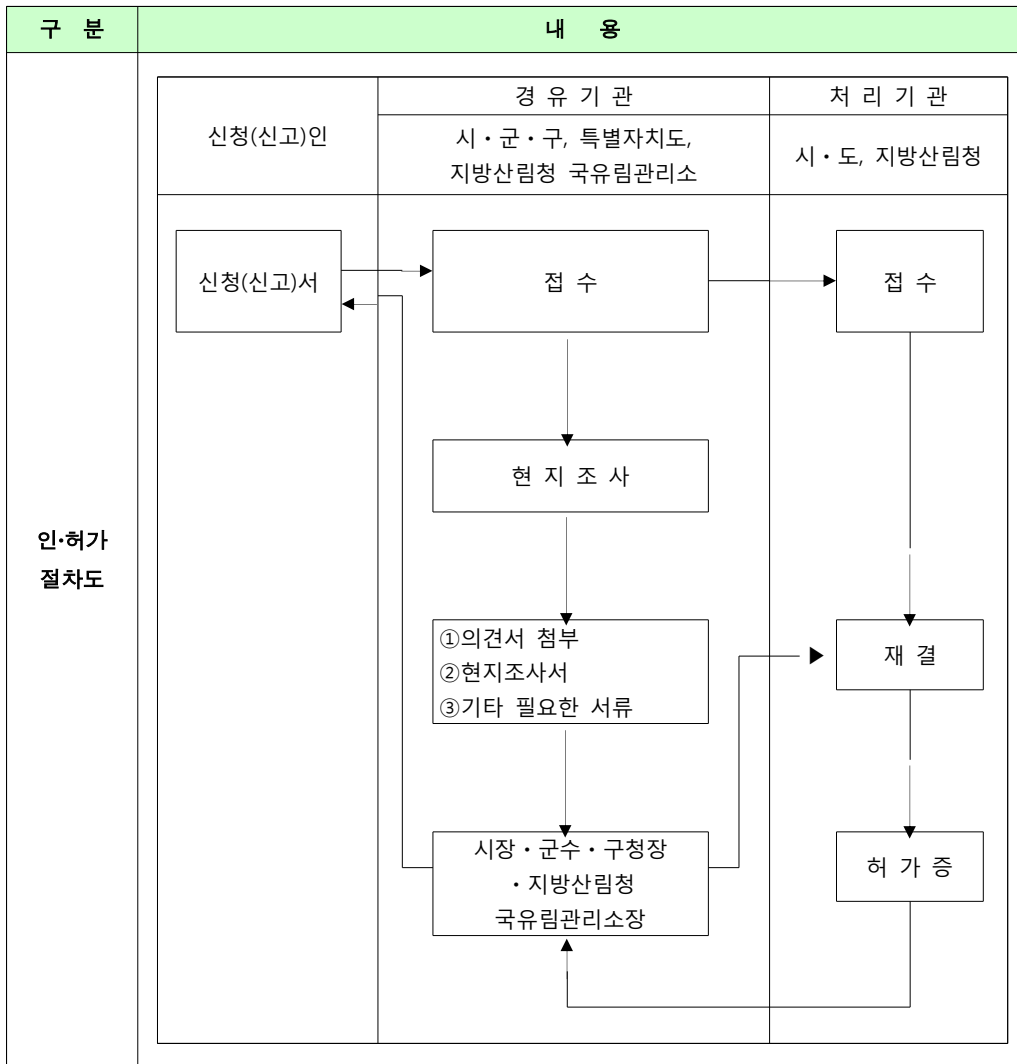 구 분
내 용
인·허가
절차도
신청(신고)인
경 유 기 관
처 리 기 관
시·군·구, 특별자치도,
지방산림청 국유림관리소
시·도, 지방산림청
신청(신고)서
접 수
접 수
현 지 조 사
①의견서 첨부
②현지조사서
③기타 필요한 서류
재 결
시장·군수·구청장
·지방산림청
국유림관리소장
허 가 증